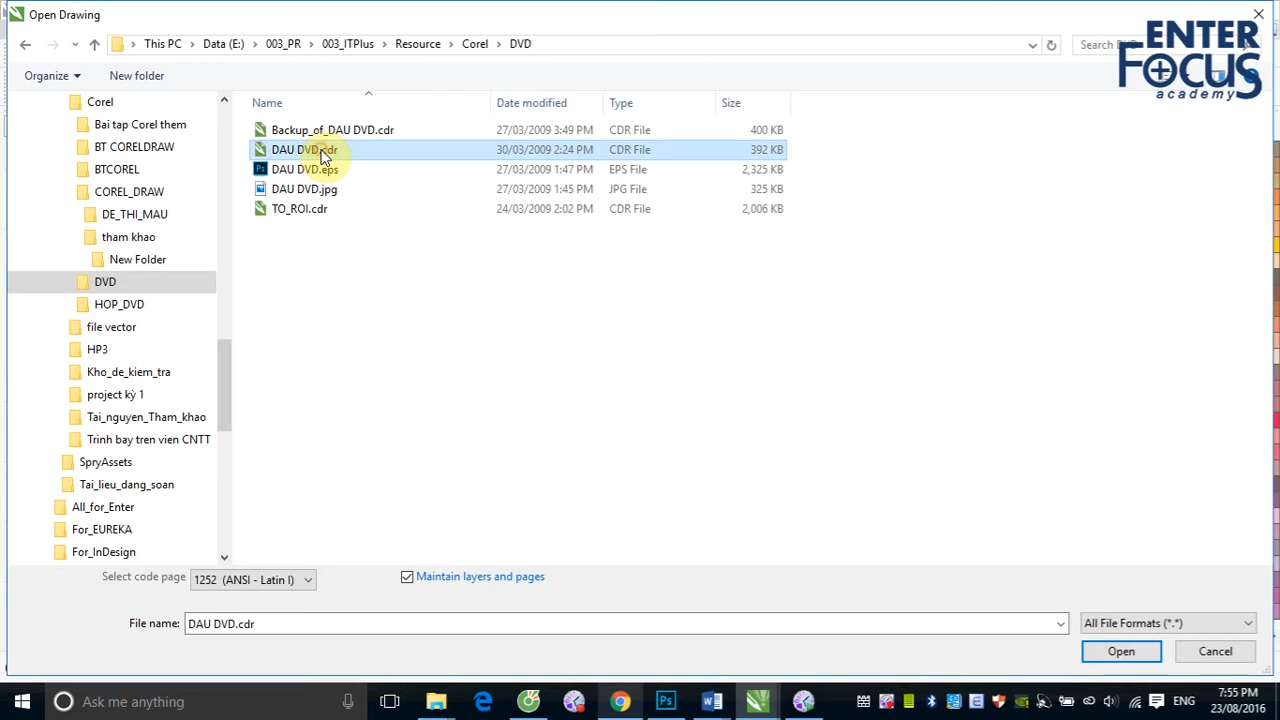 Open Drawing
This PC > Data (E:) > 003_PR > 003_ITPlus > Resource > Corel > DVD
Search
ENTER
FOCUS
academy
Organize
New folder
Name
Date modified
Type
Size
Corel
Bai tap Corel them
BT CORELDRAW
BTCOREL
COREL_DRAW
DE_THI_MAU
tham khao
New Folder
DVD
HOP_DVD
file vector
HP3
Kho_de_kiem_tra
project kỳ 1
Tai_nguyen_Tham_khao
Trinh bay tren vien CNTT
SpryAssets
Tai_lieu_dang_soan
All_for_Enter
For_EUREKA
For_InDesign
Backup_of_DAU DVD.cdr 27/03/2009 3:49 PM CDR File 400 KB
DAU DVD.cdr 30/03/2009 2:24 PM CDR File 392 KB
DAU DVD.eps 27/03/2009 1:47 PM EPS File 2,325 KB
DAU DVD.jpg 27/03/2009 1:45 PM JPG File 325 KB
TO_ROI.cdr 24/03/2009 2:02 PM CDR File 2,006 KB
Select code page 1252 (ANSI - Latin I)
Maintain layers and pages
File name: DAU DVD.cdr
All File Formats (*.*)
Open
Cancel
Ask me anything
ENG
7:55 PM
23/08/2016